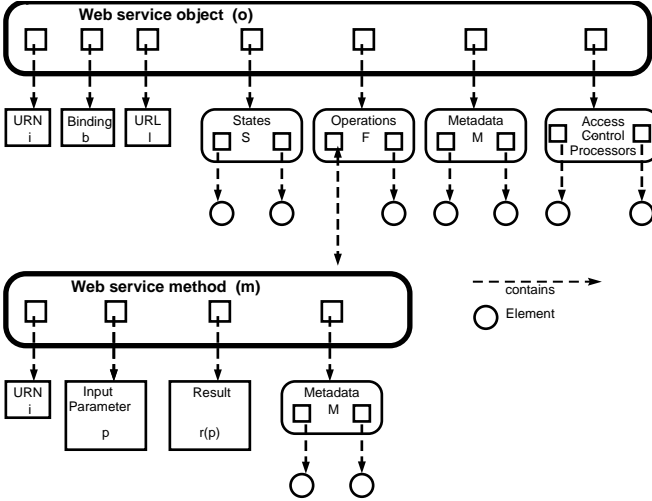 Web service object (o)
URN
i
Binding
b
URL
l
States
S
Operations
F
Metadata
M
Access
Control
Processors
Web service method (m)
contains
Element
URN
i
Input
Parameter
p
Result
r(p)
Metadata
M